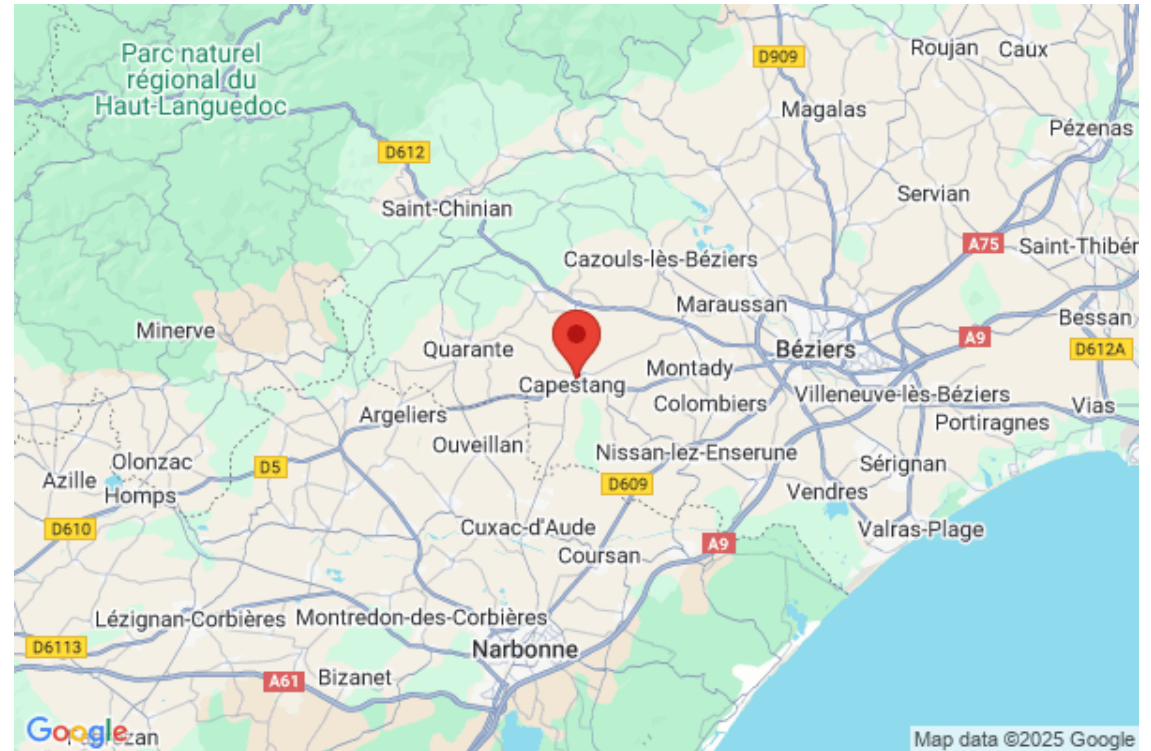 Parc naturel
régional du
Haut-Languedoc
D909
Roujan
Caux
Magalas
Pézenas
D612
Servian
Saint-Chinian
A75
Saint-Thibér
Cazouls-lès-Béziers
Maraussan
Bessan
Minerve
A9
Quarante
Béziers
D612A
Montady
Capestang
Villeneuve-lès-Béziers
Colombiers
Vias
Argeliers
Portiragnes
Ouveillan
Nissan-lez-Enserune
Olonzac
D5
Sérignan
Azille
Homps
D609
Vendres
D610
Cuxac-d'Aude
Valras-Plage
A9
Coursan
Lézignan-Corbières
Montredon-des-Corbières
D6113
Narbonne
A61
Bizanet
Google
Map data ©2025 Google